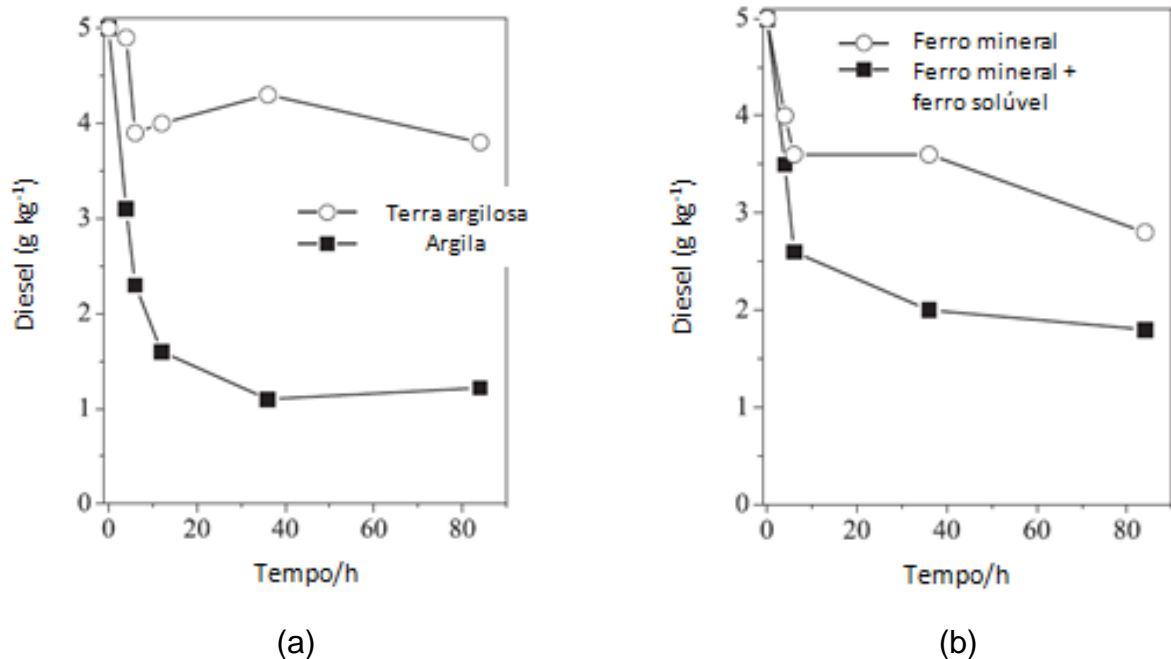 5
4
3
2
1
0
0
20
40
60
80
Diesel (g kg⁻¹)
Terra argilosa
Argila
Tempo/h
(a)
5
4
3
2
1
0
0
20
40
60
80
Diesel (g kg⁻¹)
Ferro mineral
Ferro mineral +
ferro solúvel
Tempo/h
(b)